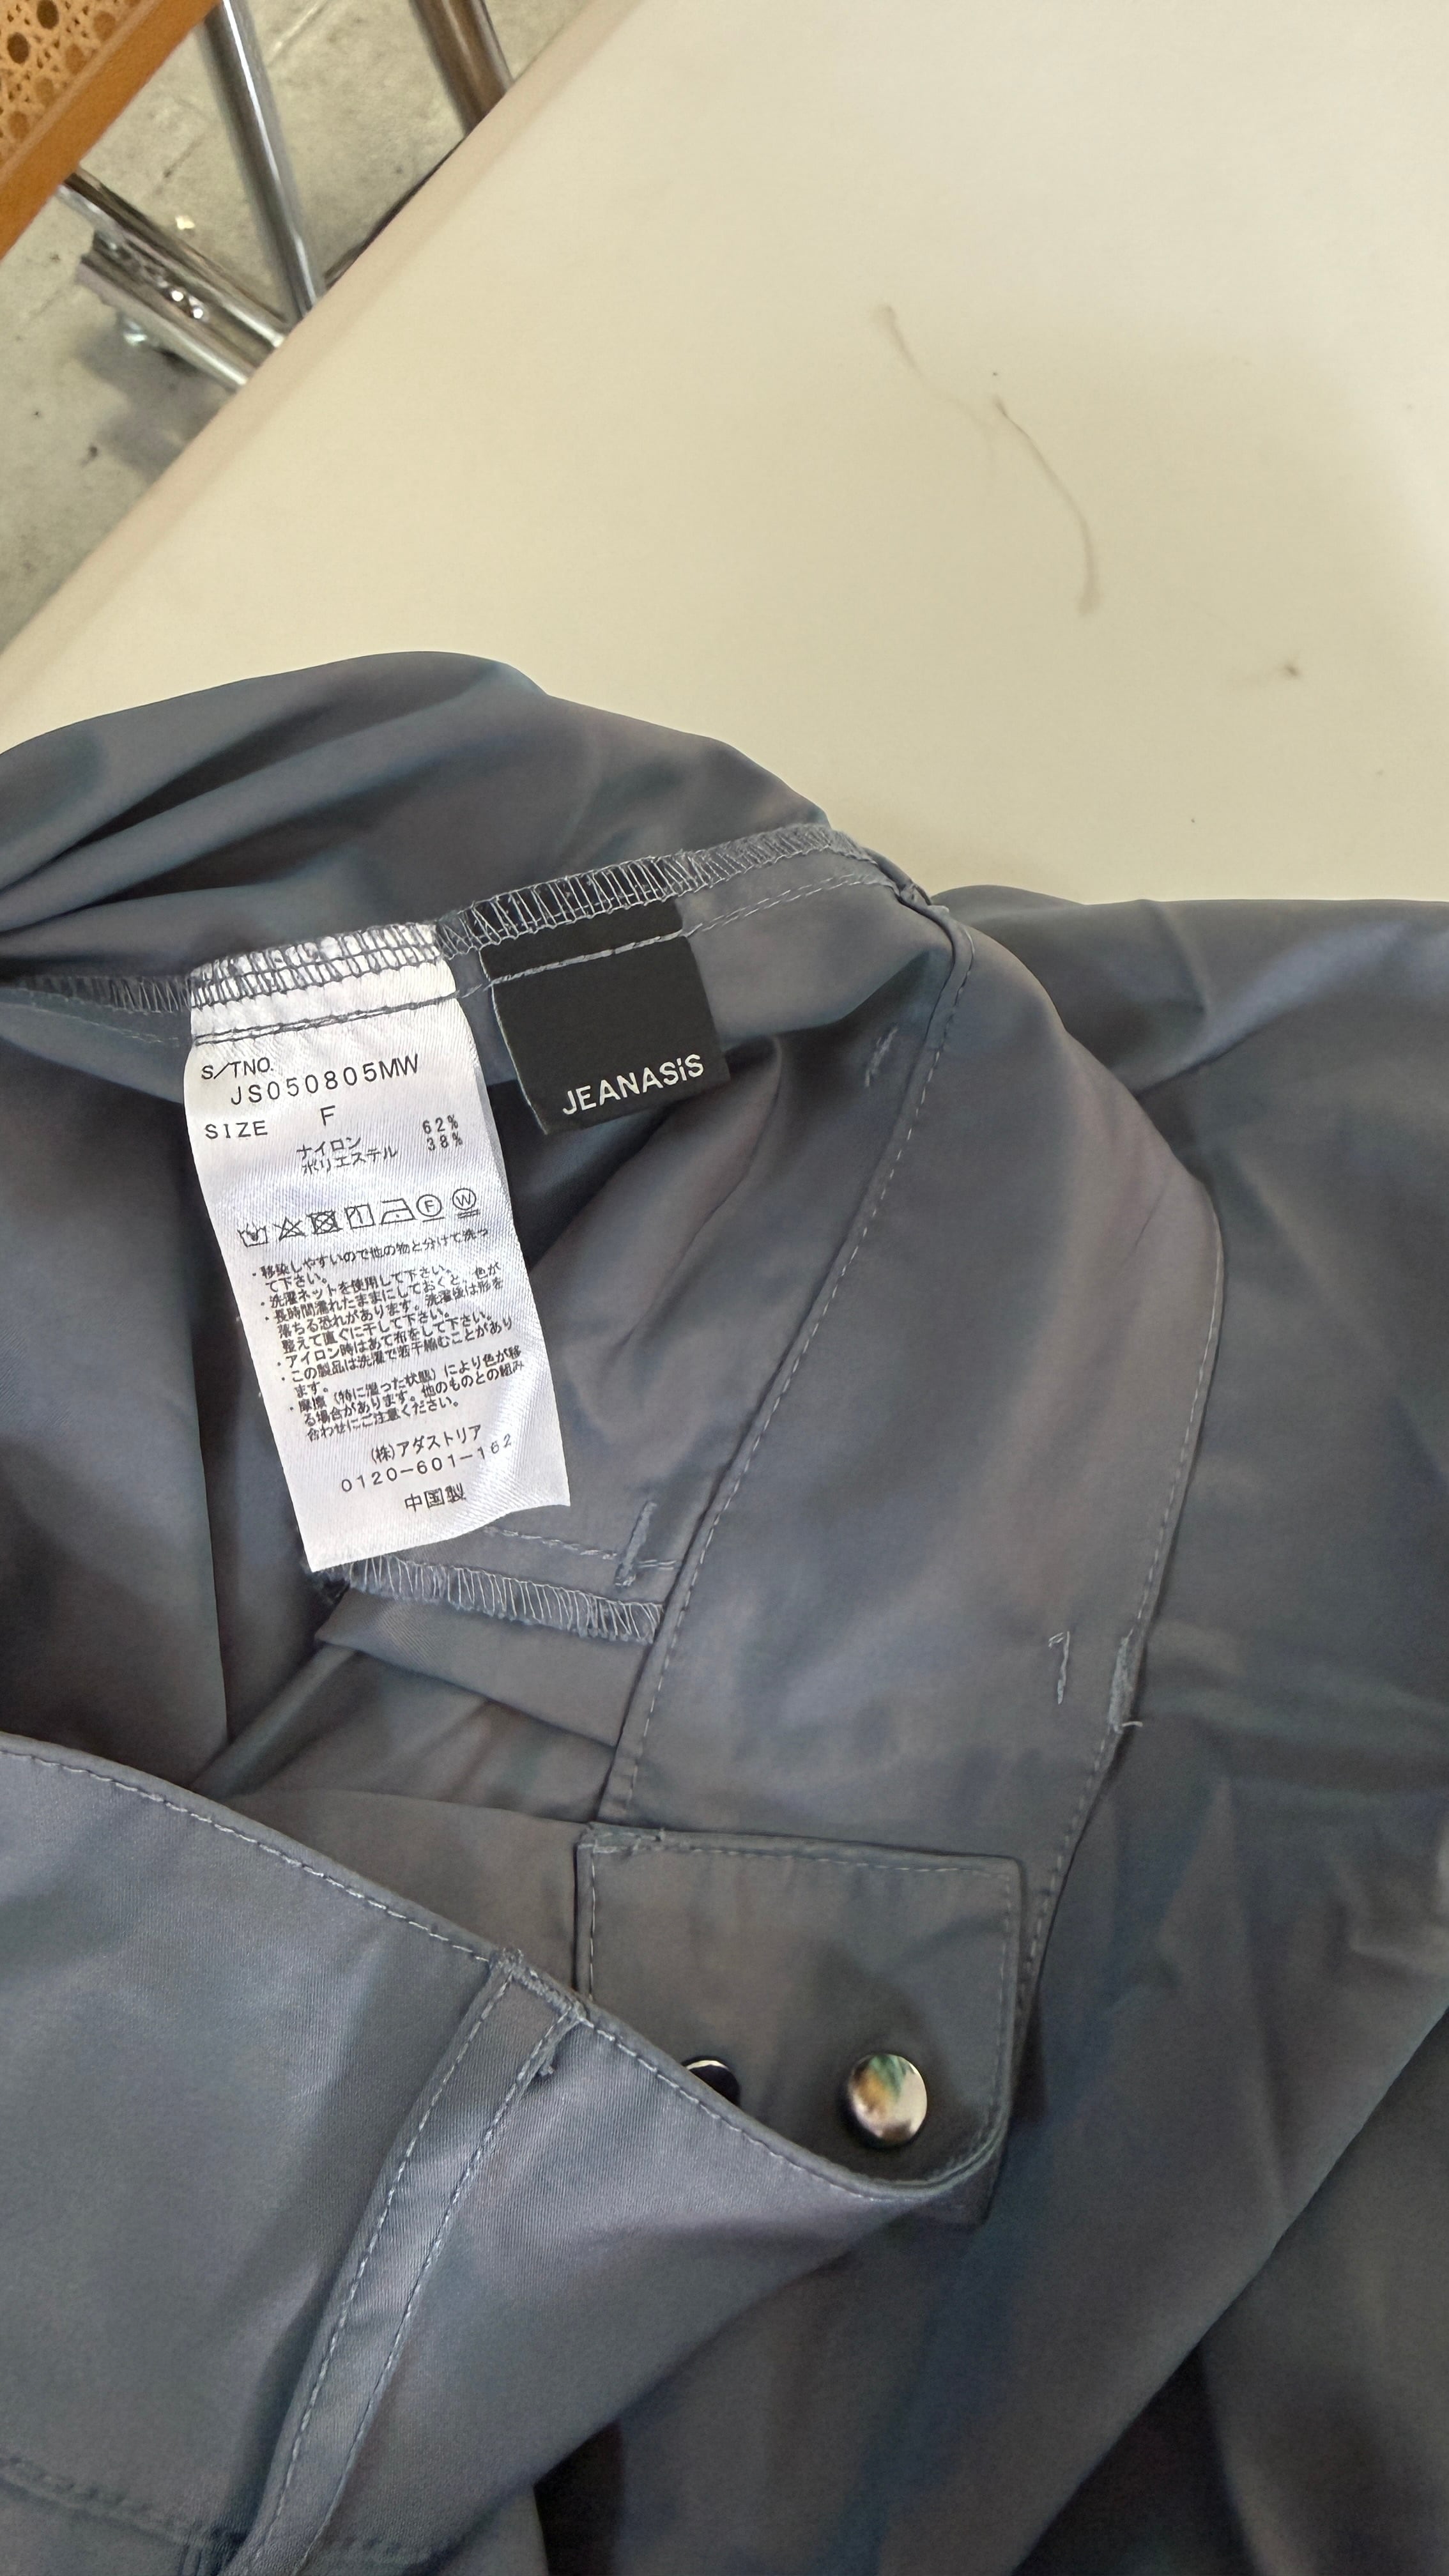 S/TNO.
JS050805MW
SIZE F
ナイロン 62%
ポリエステル 38%
F W
・移染しやすいので他の物と分けて洗っ
て下さい。
・洗濯ネットを使用して下さい。
・長時間濡れたままにしておくと、色が
落ちる恐れがあります。洗濯後は形を
整えて直ぐに干して下さい。
・アイロン時はあて布をして下さい。
・この製品は洗濯で若干縮むことがあり
ます。
・摩擦(特に湿った状態)により色が移
る場合があります。他のものとの組み
合わせにご注意ください。
(株)アダストリア
0120-601-162
中国製
JEANASiS